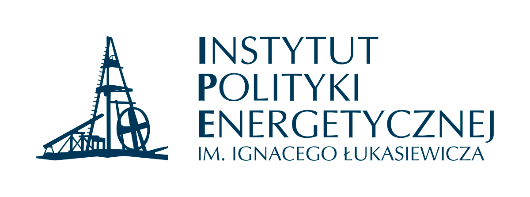 INSTYTUT
POLITYKI
ENERGETYCZNEJ
IM. IGNACEGO ŁUKASIEWICZA